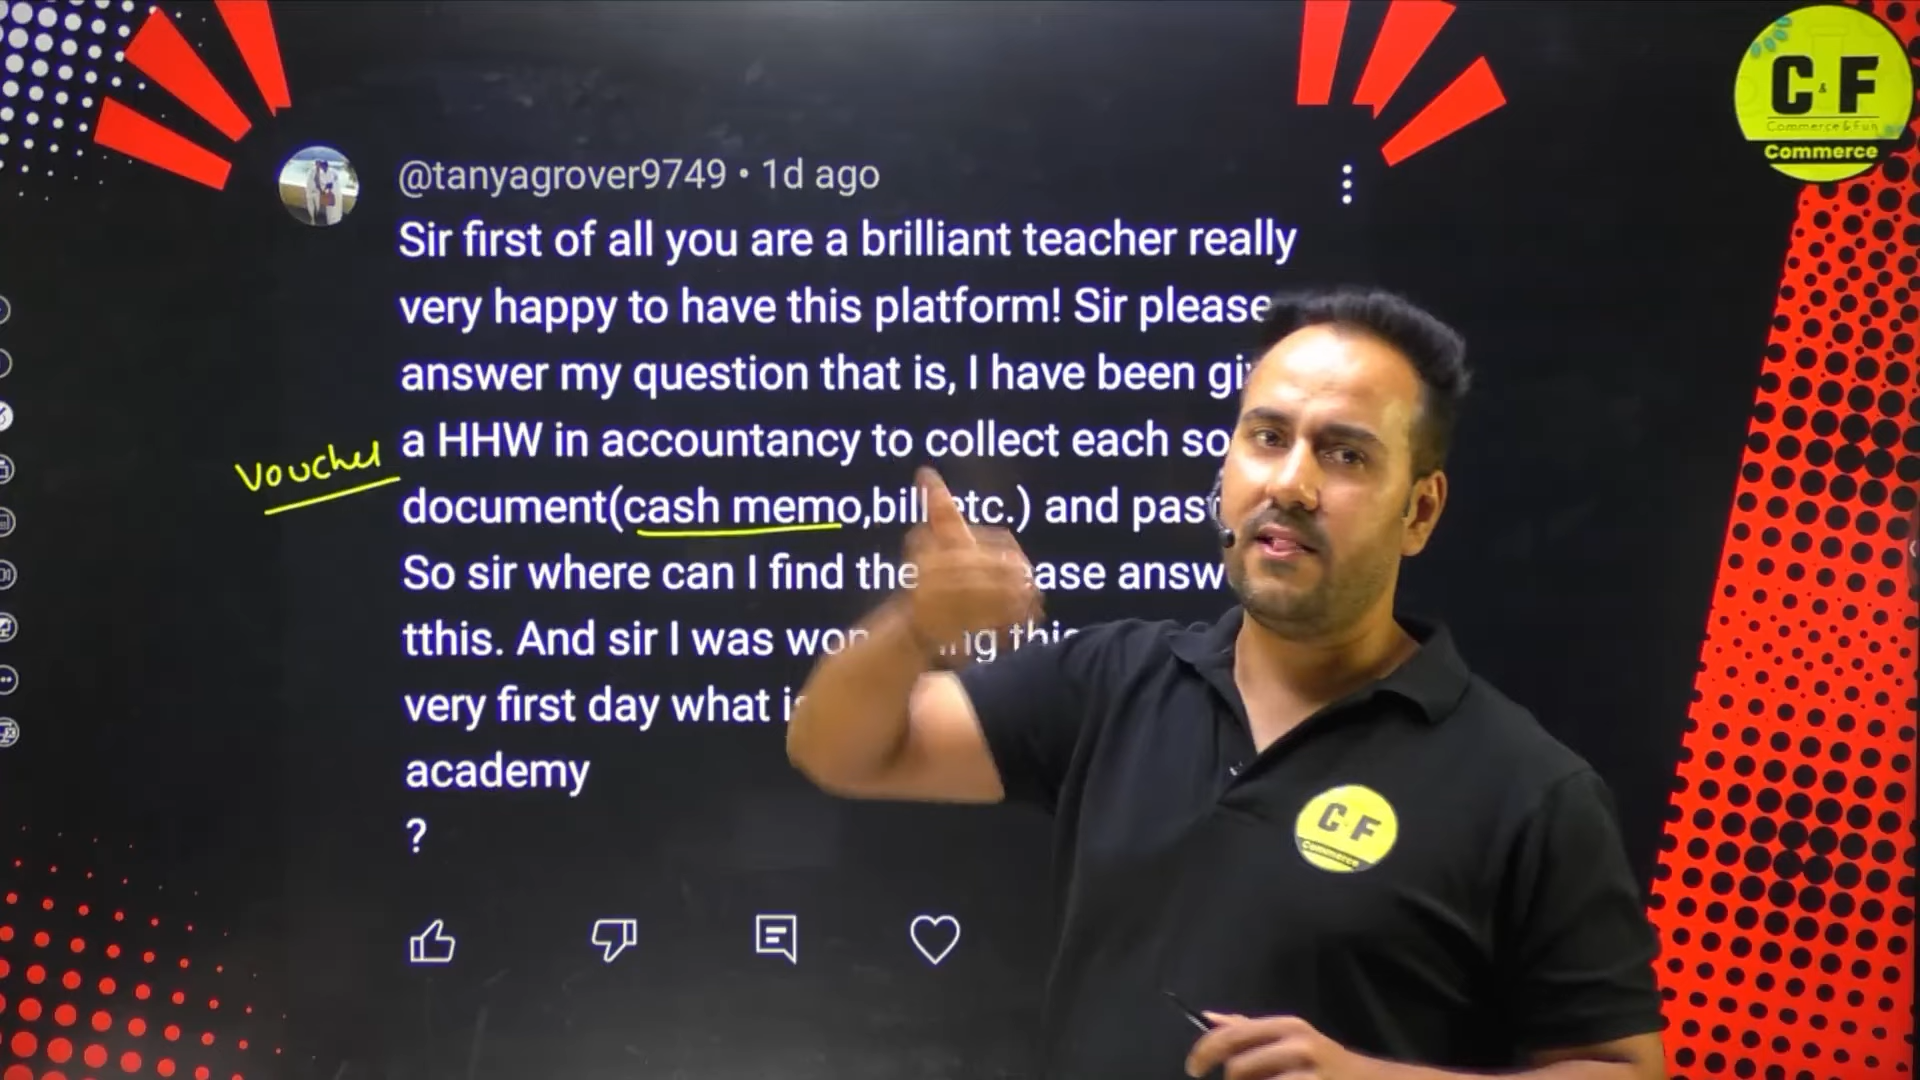 C&F
Commerce & Fun
Commerce
@tanyagrover9749 • 1d ago
Sir first of all you are a brilliant teacher really
very happy to have this platform! Sir please
answer my question that is, I have been
a HHW in accountancy to collect each
Voucher
document(cash memo,bill etc.) and
So sir where can I find
tthis. And sir I was
very first day what
academy
?
C&F
Commerce